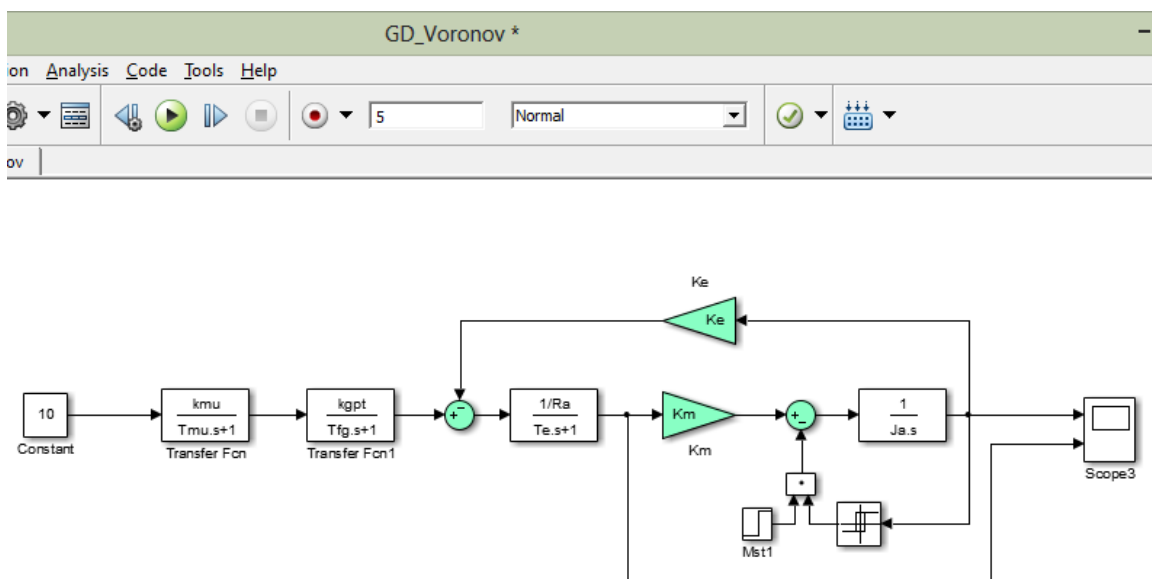 GD_Voronov *
ion Analysis Code Tools Help
5 Normal
ov
Ke
Ke
10
Constant
kmu
Tmu.s+1
Transfer Fcn
kgpt
Tfg.s+1
Transfer Fcn1
1/Ra
Te.s+1
Km
Km
1
Ja.s
Scope3
Mst1